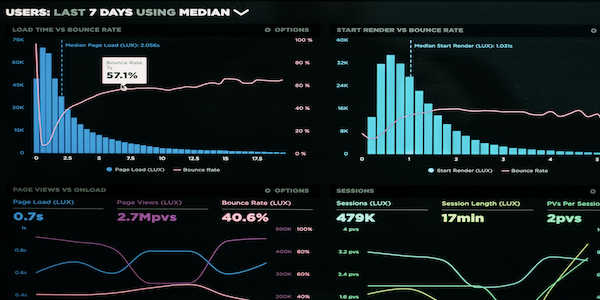 USERS: LAST 7 DAYS USING MEDIAN
LOAD TIME VS BOUNCE RATE
OPTIONS
75K
60K
45K
30K
15K
0
Median Page Load (LUX): 2.056s
Bounce Rate
57.1%
100 %
80 %
60 %
40 %
20 %
0 %
0 2.5 5 7.5 10 12.5 15 17.5
Page Load (LUX) Bounce Rate
START RENDER VS BOUNCE RATE
40K
32K
24K
16K
8K
0
Median Start Render (LUX): 1.031s
0 1 2 3 4 5
Start Render (LUX) Bounce Rate
PAGE VIEWS VS ONLOAD
OPTIONS
Page Load (LUX) Page Views (LUX) Bounce Rate (LUX)
0.7s 2.7Mpvs 40.6%
1s
0.8s
0.6s
0.4s
500K 100%
400K 80%
300K 60%
200K 40%
SESSIONS
Sessions (LUX) Session Length (LUX) PVs Per Session
479K 17min 2pvs
4 pvs
3.2 pvs
2.4 pvs
1.6 pvs